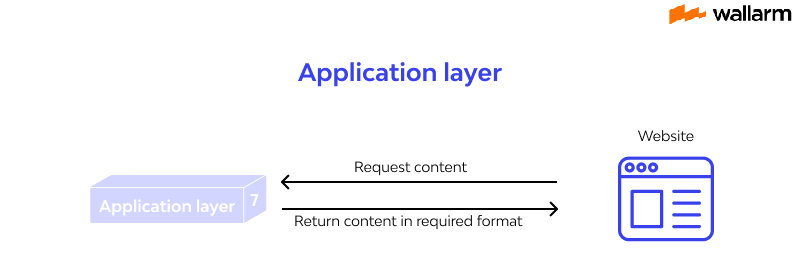 wallarm
Application layer
Website
Request content
Application layer 7
Return content in required format